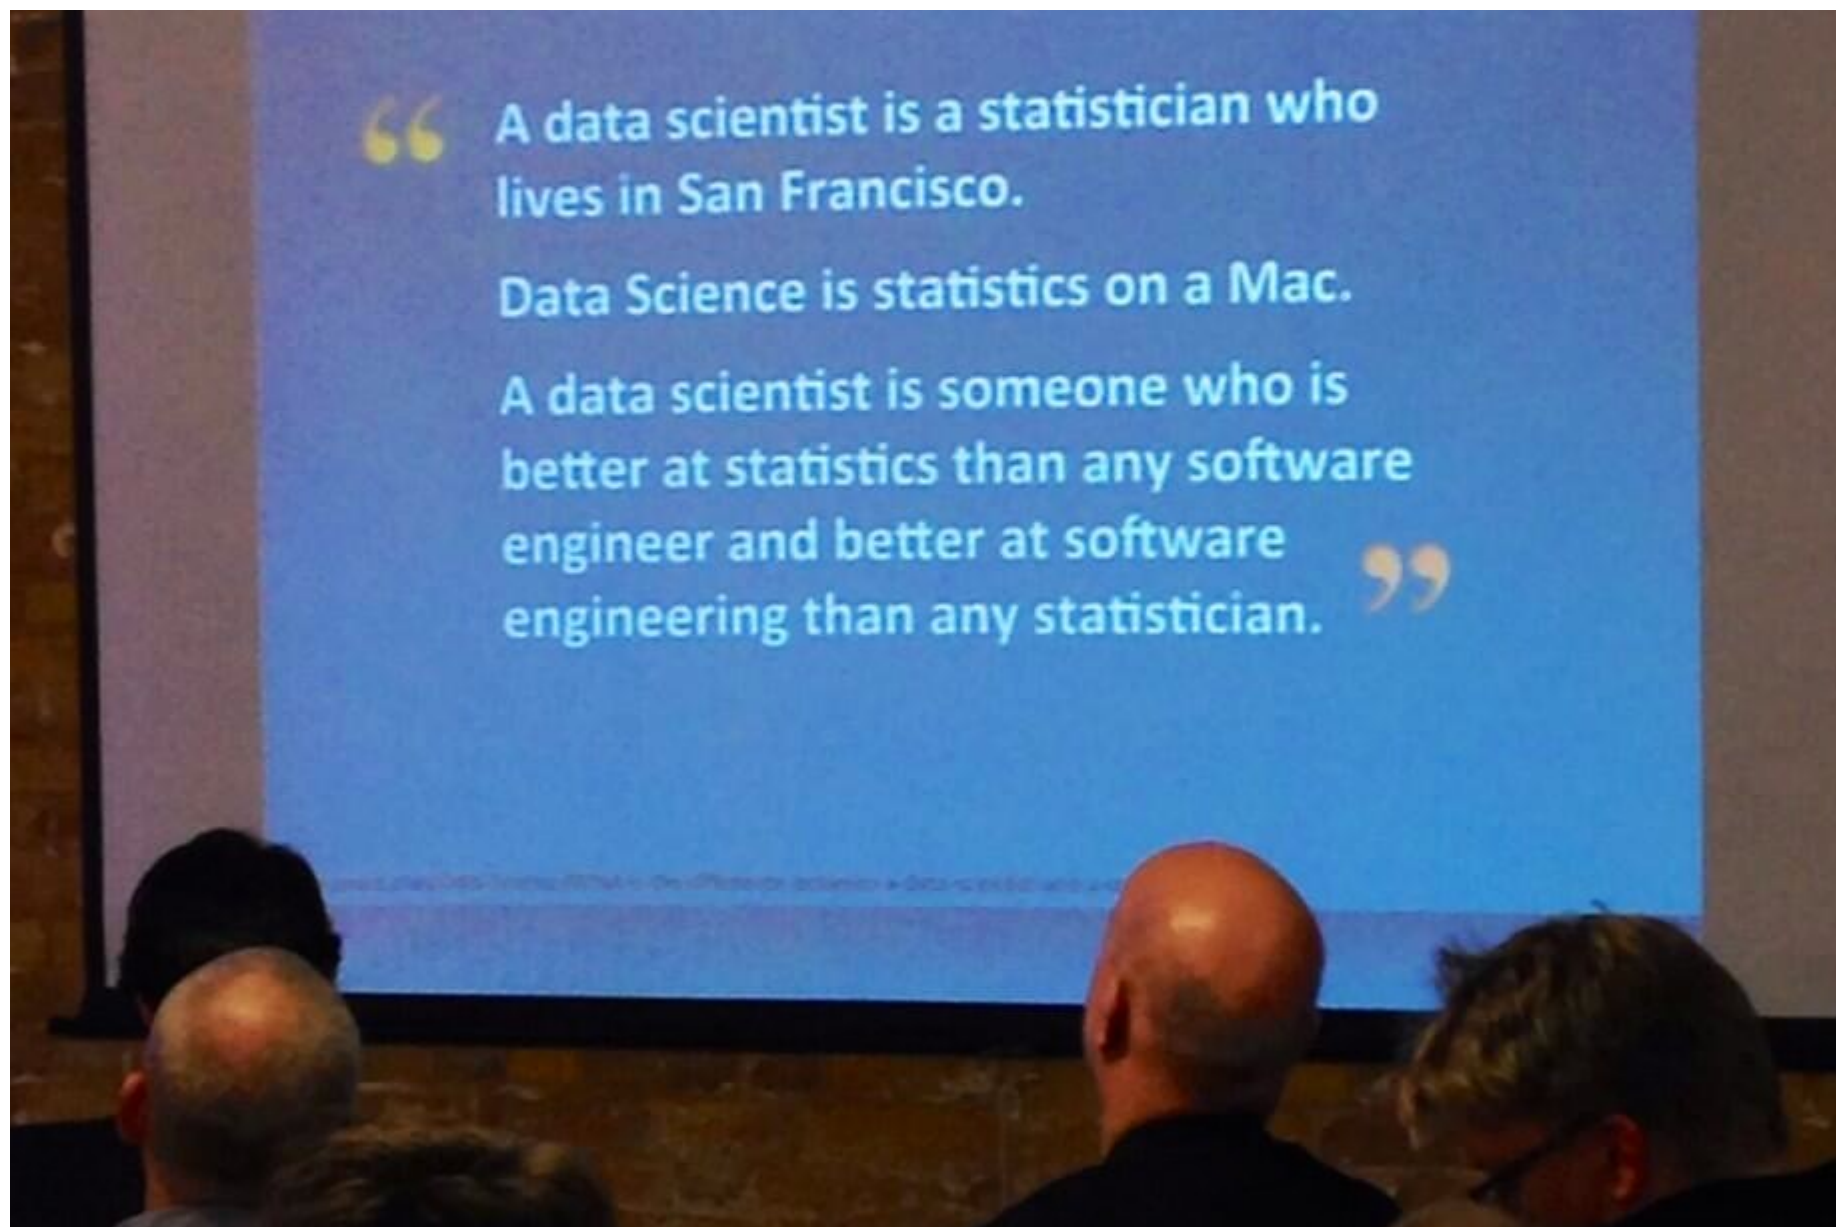 “ A data scientist is a statistician who
lives in San Francisco.
Data Science is statistics on a Mac.
A data scientist is someone who is
better at statistics than any software
engineer and better at software
engineering than any statistician. ”